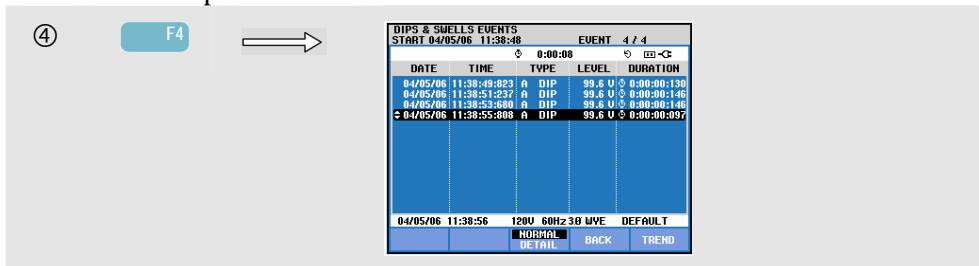 ④ F4
DIPS & SWELLS EVENTS
START 04/05/06 11:38:48 EVENT 4 / 4
0:00:08
DATE TIME TYPE LEVEL DURATION
04/05/06 11:38:49:823 A DIP 99.6 V 0:00:00:130
04/05/06 11:38:51:237 A DIP 99.6 V 0:00:00:146
04/05/06 11:38:53:680 A DIP 99.6 V 0:00:00:146
04/05/06 11:38:55:808 A DIP 99.6 V 0:00:00:097
04/05/06 11:38:56 120V 60Hz 3Ø WYE DEFAULT
NORMAL
DETAIL BACK TREND